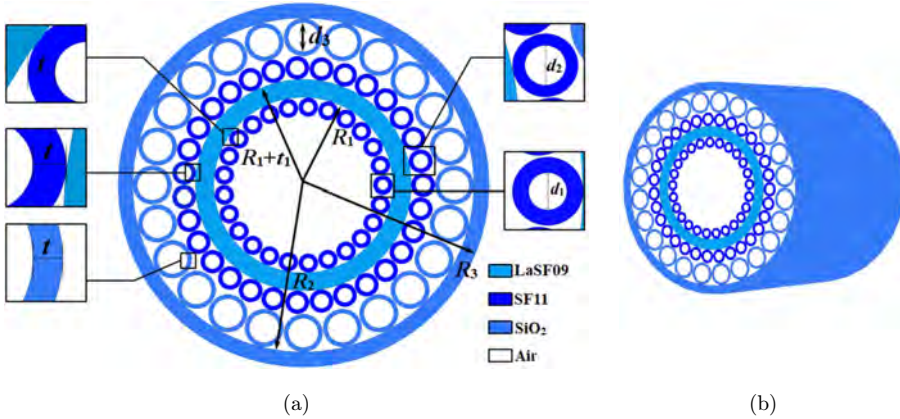 t
t
t
d₃
R₁
R₁+t₁
R₂
R₃
d₂
d₁
LaSF09
SF11
SiO₂
Air
(a)
(b)